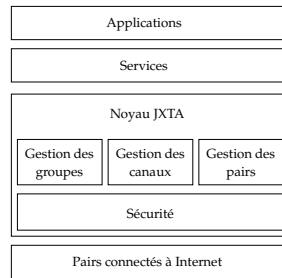 Applications
Services
Noyau JXTA
Gestion des groupes
Gestion des canaux
Gestion des pairs
Sécurité
Pairs connectés à Internet